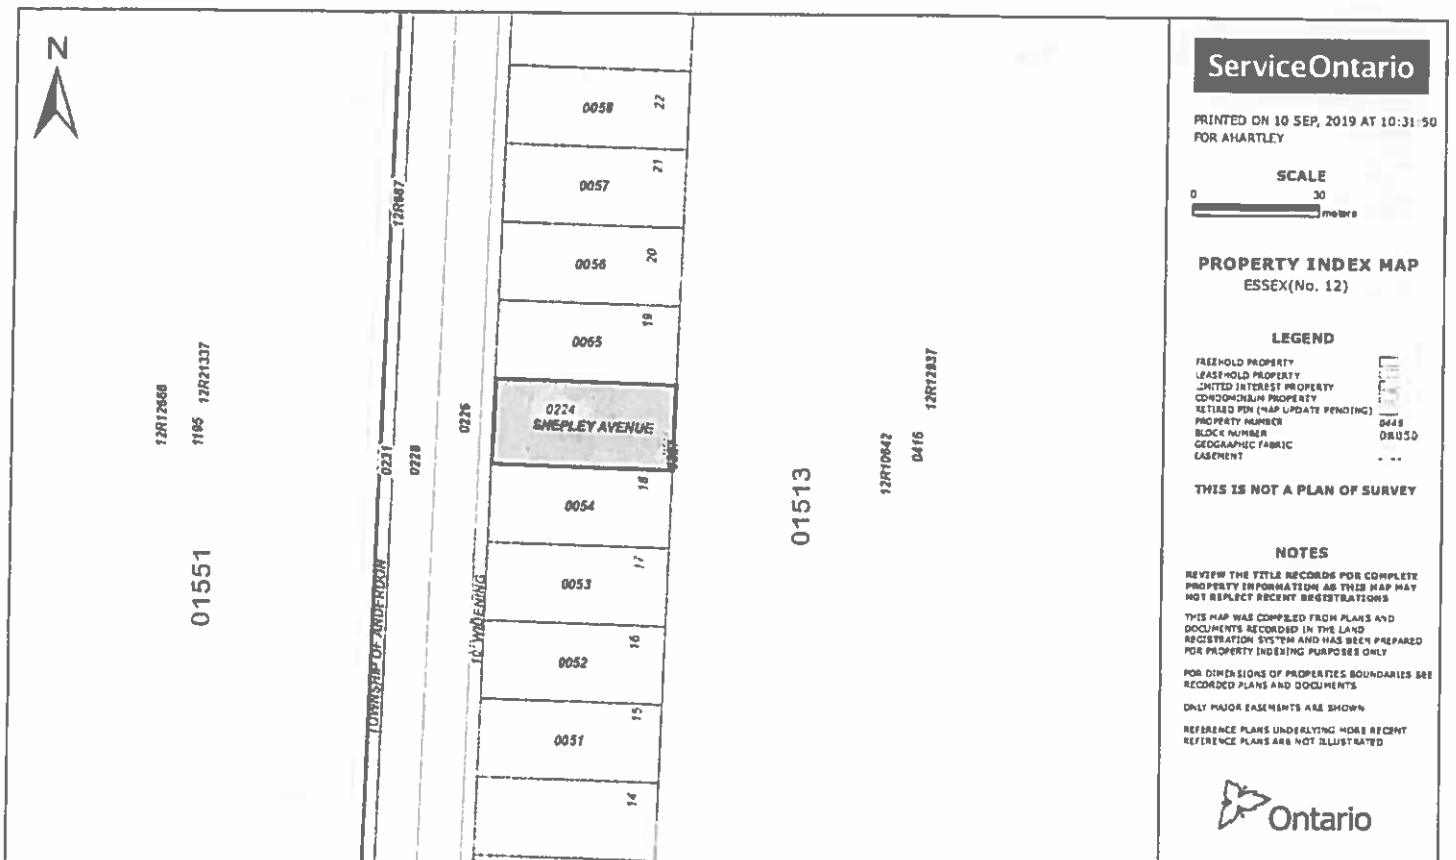 N
0058
22
0057
21
0056
20
0065
19
0224
SHEPLEY AVENUE
0054
18
0053
17
0052
16
0051
15
14
12R987
0226
0231
0228
10' WIDENING
TOWNSHIP OF ANDERDON
12R21337
1195
01551
01513
12R10642
0416
12R12937
ServiceOntario
PRINTED ON 10 SEP, 2019 AT 10:31:50
FOR AHARTLEY
SCALE
0 30
meters
PROPERTY INDEX MAP
ESSEX(No. 12)
LEGEND
FREEHOLD PROPERTY
LEASEHOLD PROPERTY
LIMITED INTEREST PROPERTY
CONDOMINIUM PROPERTY
RETIRED PIN (MAP UPDATE PENDING)
PROPERTY NUMBER 0449
BLOCK NUMBER 08050
GEOGRAPHIC FABRIC
EASEMENT
THIS IS NOT A PLAN OF SURVEY
NOTES
REVIEW THE TITLE RECORDS FOR COMPLETE
PROPERTY INFORMATION AS THIS MAP MAY
NOT REFLECT RECENT REGISTRATIONS
THIS MAP WAS COMPILED FROM PLANS AND
DOCUMENTS RECORDED IN THE LAND
REGISTRATION SYSTEM AND HAS BEEN PREPARED
FOR PROPERTY INDEXING PURPOSES ONLY
FOR DIMENSIONS OF PROPERTIES BOUNDARIES SEE
RECORDED PLANS AND DOCUMENTS
ONLY MAJOR EASEMENTS ARE SHOWN
REFERENCE PLANS UNDERLYING MORE RECENT
REFERENCE PLANS ARE NOT ILLUSTRATED
Ontario